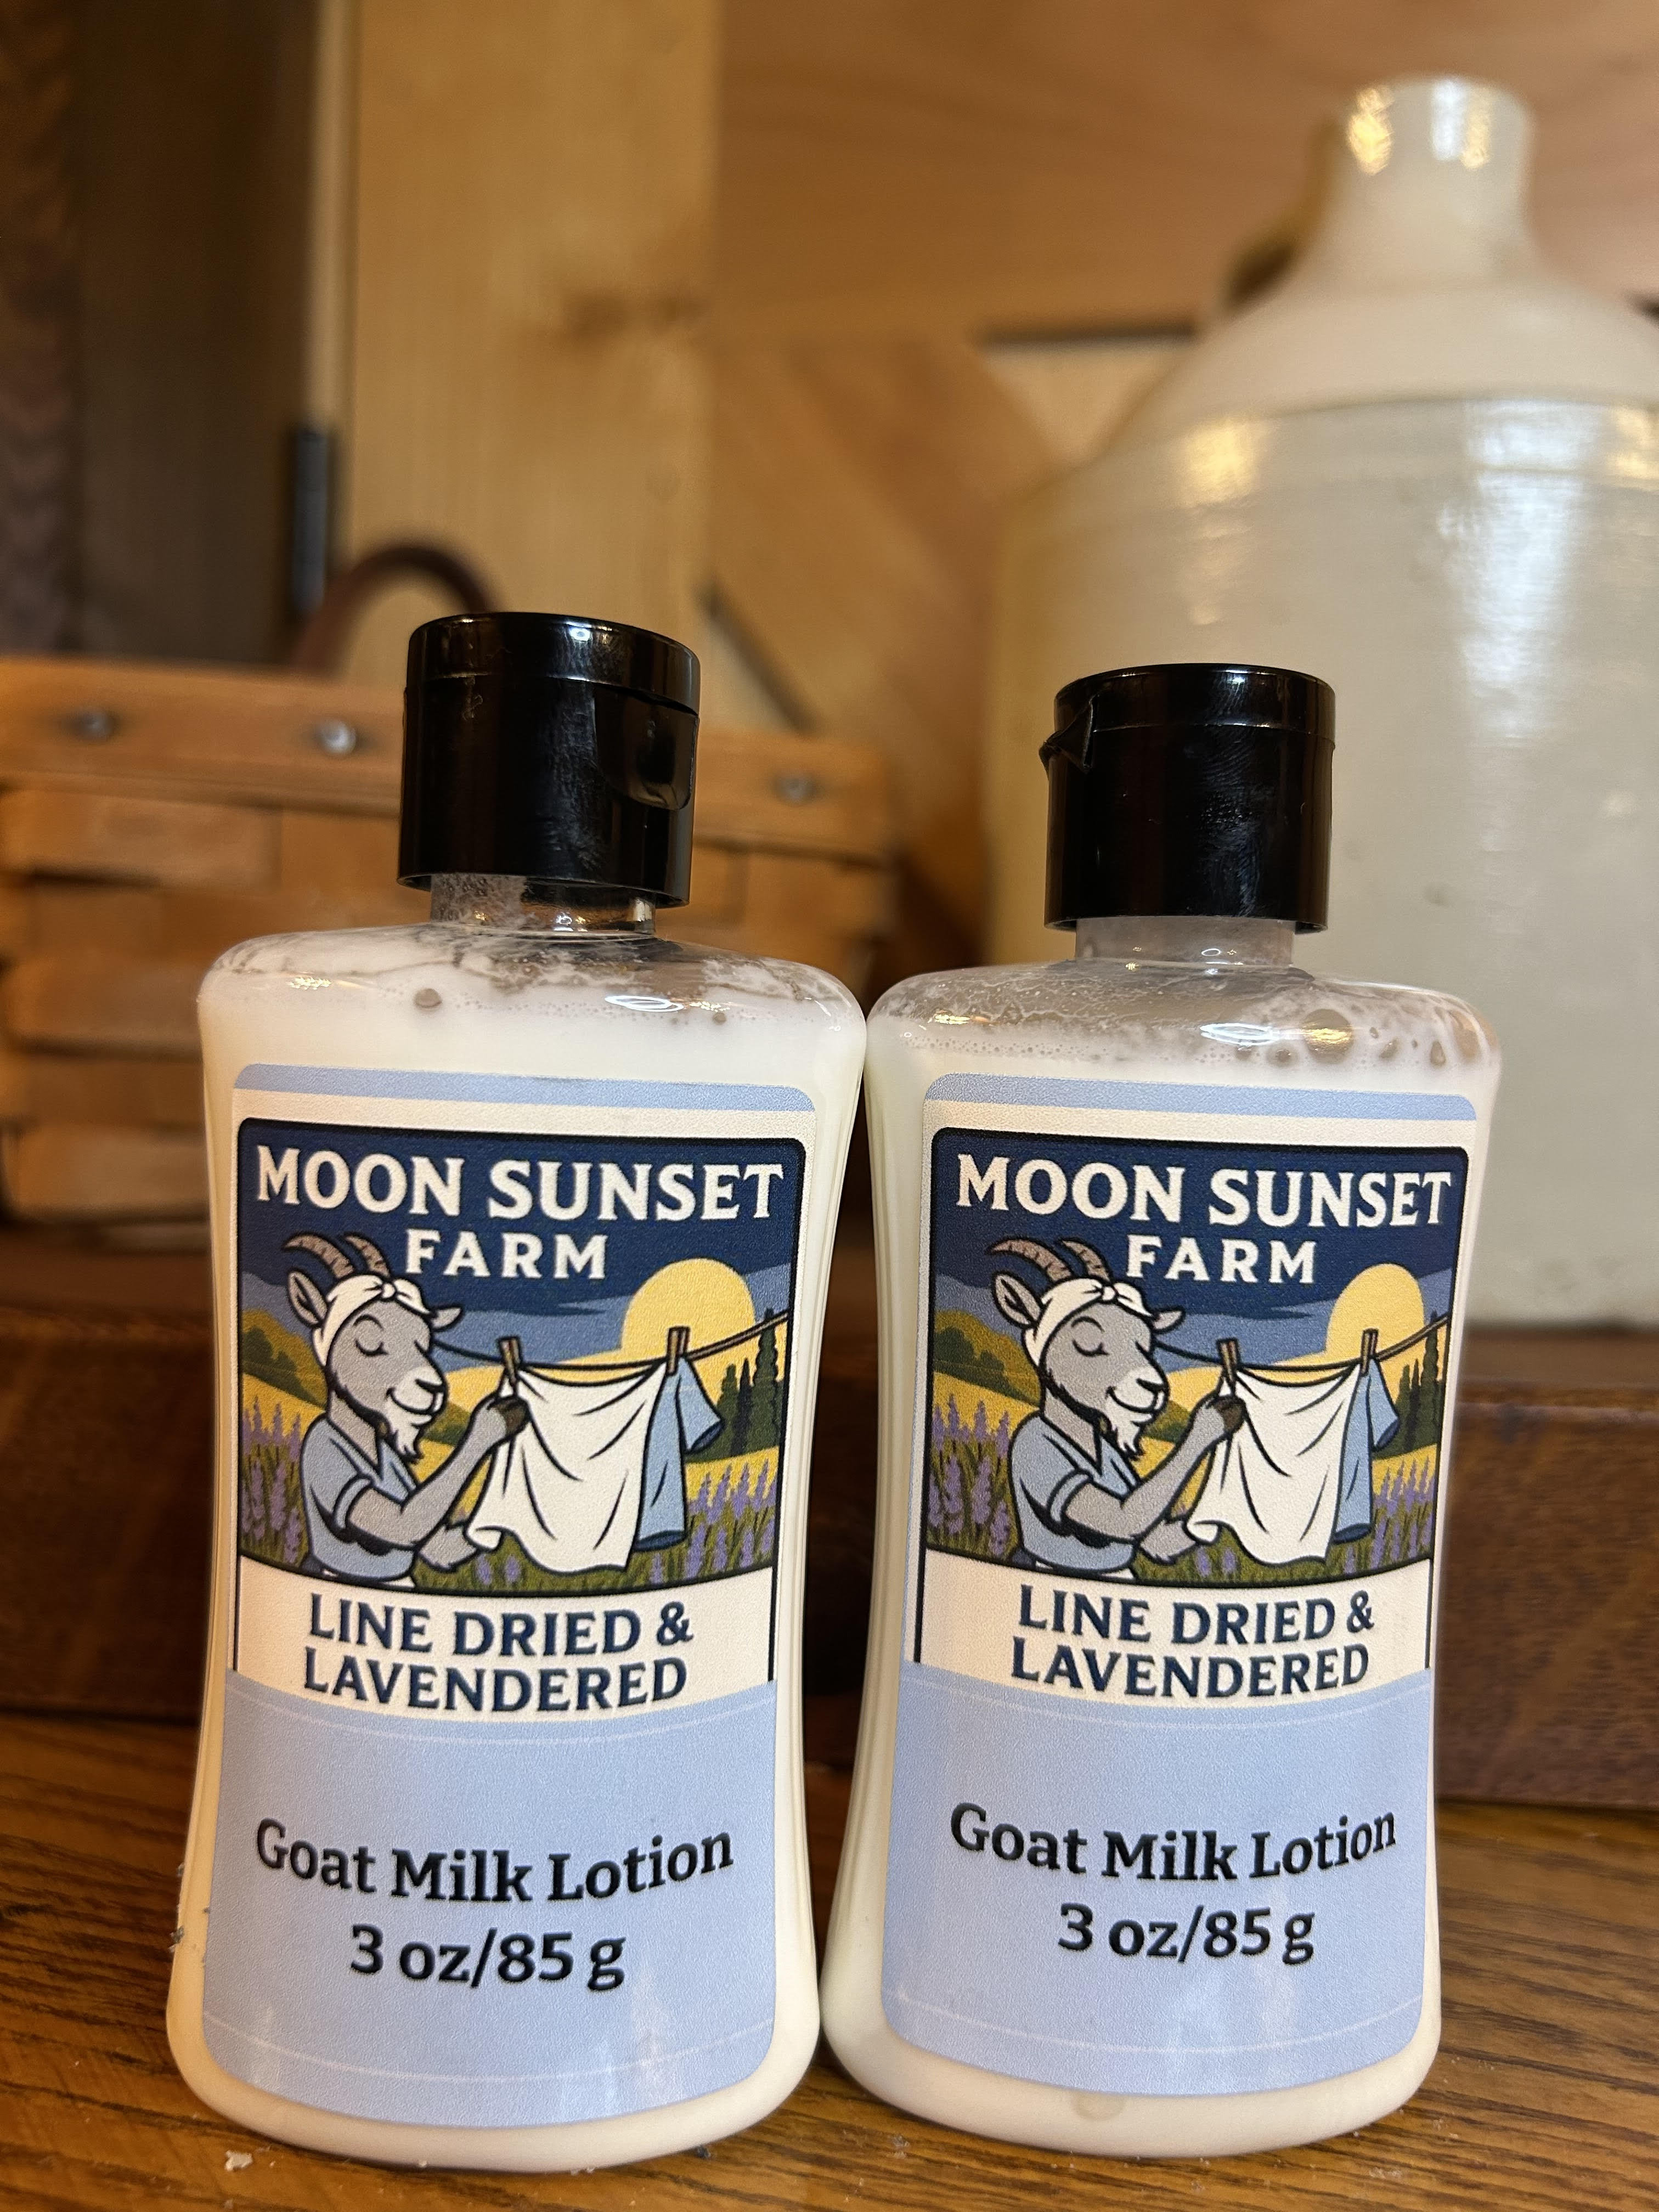 MOON SUNSET
FARM
LINE DRIED &
LAVENDERED
Goat Milk Lotion
3 oz/85 g
MOON SUNSET
FARM
LINE DRIED &
LAVENDERED
Goat Milk Lotion
3 oz/85 g